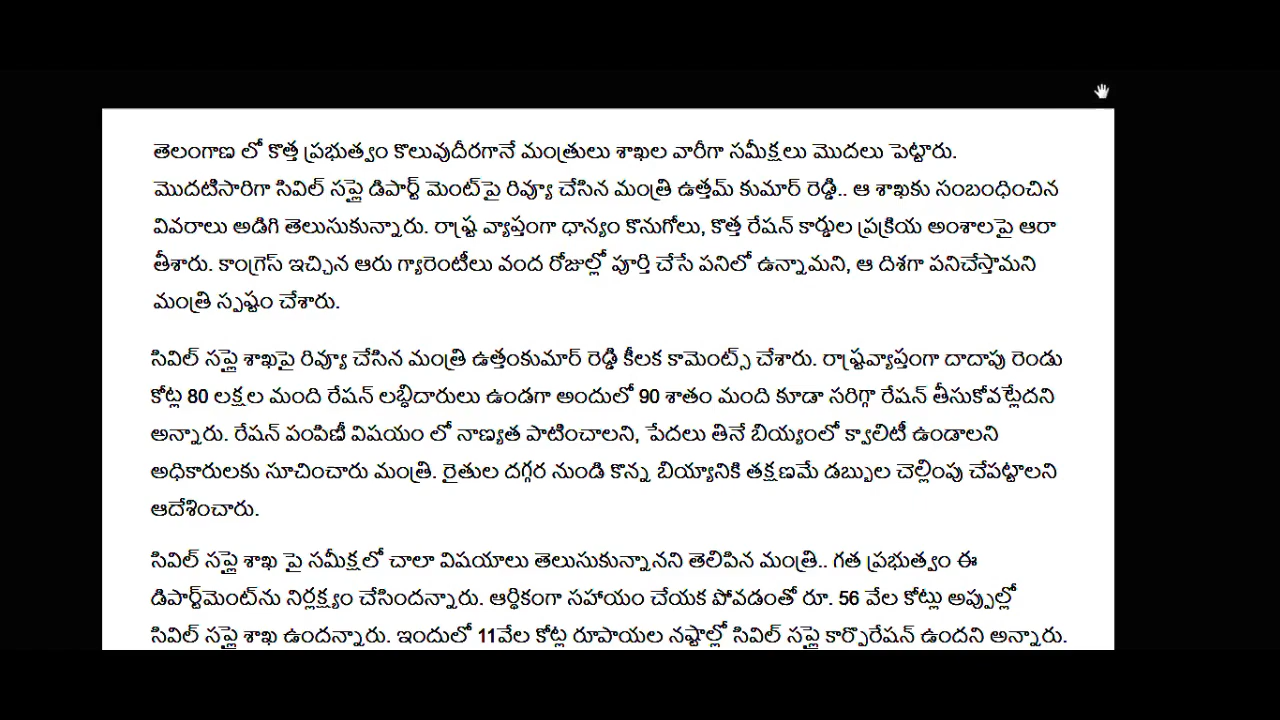 తెలంగాణ లో కొత్త ప్రభుత్వం కొలువుదీరగానే మంత్రులు శాఖల వారీగా సమీక్షలు మొదలు పెట్టారు.
మొదటిసారిగా సివిల్ సప్లై డిపార్ట్ మెంట్‌పై రివ్యూ చేసిన మంత్రి ఉత్తమ్ కుమార్ రెడ్డి.. ఆ శాఖకు సంబంధించిన
వివరాలు అడిగి తెలుసుకున్నారు. రాష్ట్ర వ్యాప్తంగా ధాన్యం కొనుగోలు, కొత్త రేషన్ కార్డుల ప్రక్రియ అంశాలపై ఆరా
తీశారు. కాంగ్రెస్ ఇచ్చిన ఆరు గ్యారెంటీలు వంద రోజుల్లో పూర్తి చేసే పనిలో ఉన్నామని, ఆ దిశగా పనిచేస్తామని
మంత్రి స్పష్టం చేశారు.
సివిల్ సప్లై శాఖపై రివ్యూ చేసిన మంత్రి ఉత్తంకుమార్ రెడ్డి కీలక కామెంట్స్ చేశారు. రాష్ట్రవ్యాప్తంగా దాదాపు రెండు
కోట్ల 80 లక్షల మంది రేషన్ లబ్ధిదారులు ఉండగా అందులో 90 శాతం మంది కూడా సరిగ్గా రేషన్ తీసుకోవట్లేదని
అన్నారు. రేషన్ పంపిణీ విషయం లో నాణ్యత పాటించాలని, పేదలు తినే బియ్యంలో క్వాలిటీ ఉండాలని
అధికారులకు సూచించారు మంత్రి. రైతుల దగ్గర నుండి కొన్న బియ్యానికి తక్షణమే డబ్బుల చెల్లింపు చేపట్టాలని
ఆదేశించారు.
సివిల్ సప్లై శాఖ పై సమీక్షలో చాలా విషయాలు తెలుసుకున్నానని తెలిపిన మంత్రి.. గత ప్రభుత్వం ఈ
డిపార్ట్‌మెంట్‌ను నిర్లక్ష్యం చేసిందన్నారు. ఆర్థికంగా సహాయం చేయక పోవడంతో రూ. 56 వేల కోట్లు అప్పుల్లో
సివిల్ సప్లై శాఖ ఉందన్నారు. ఇందులో 11వేల కోట్ల రూపాయల నష్టాల్లో సివిల్ సప్లై కార్పొరేషన్ ఉందని అన్నారు.